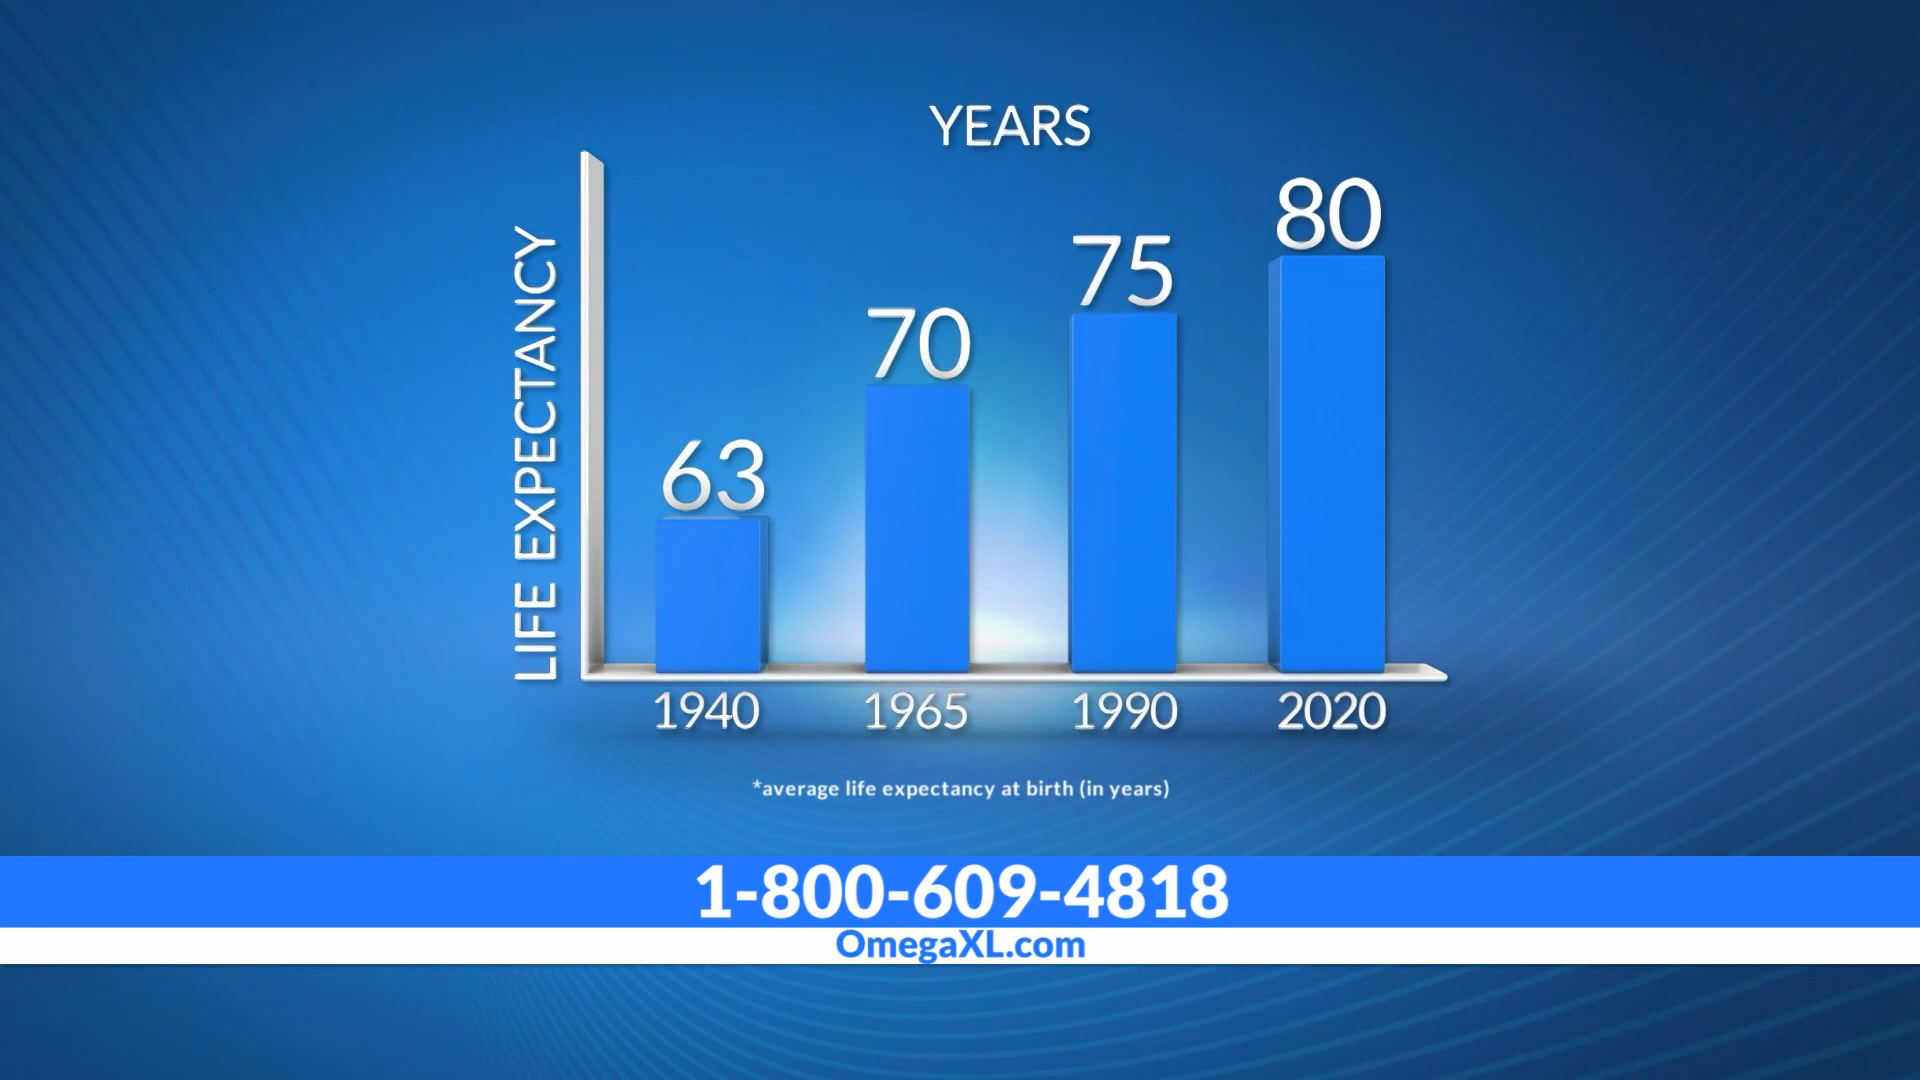 YEARS
LIFE EXPECTANCY
63
70
75
80
1940
1965
1990
2020
*average life expectancy at birth (in years)
1-800-609-4818
OmegaXL.com